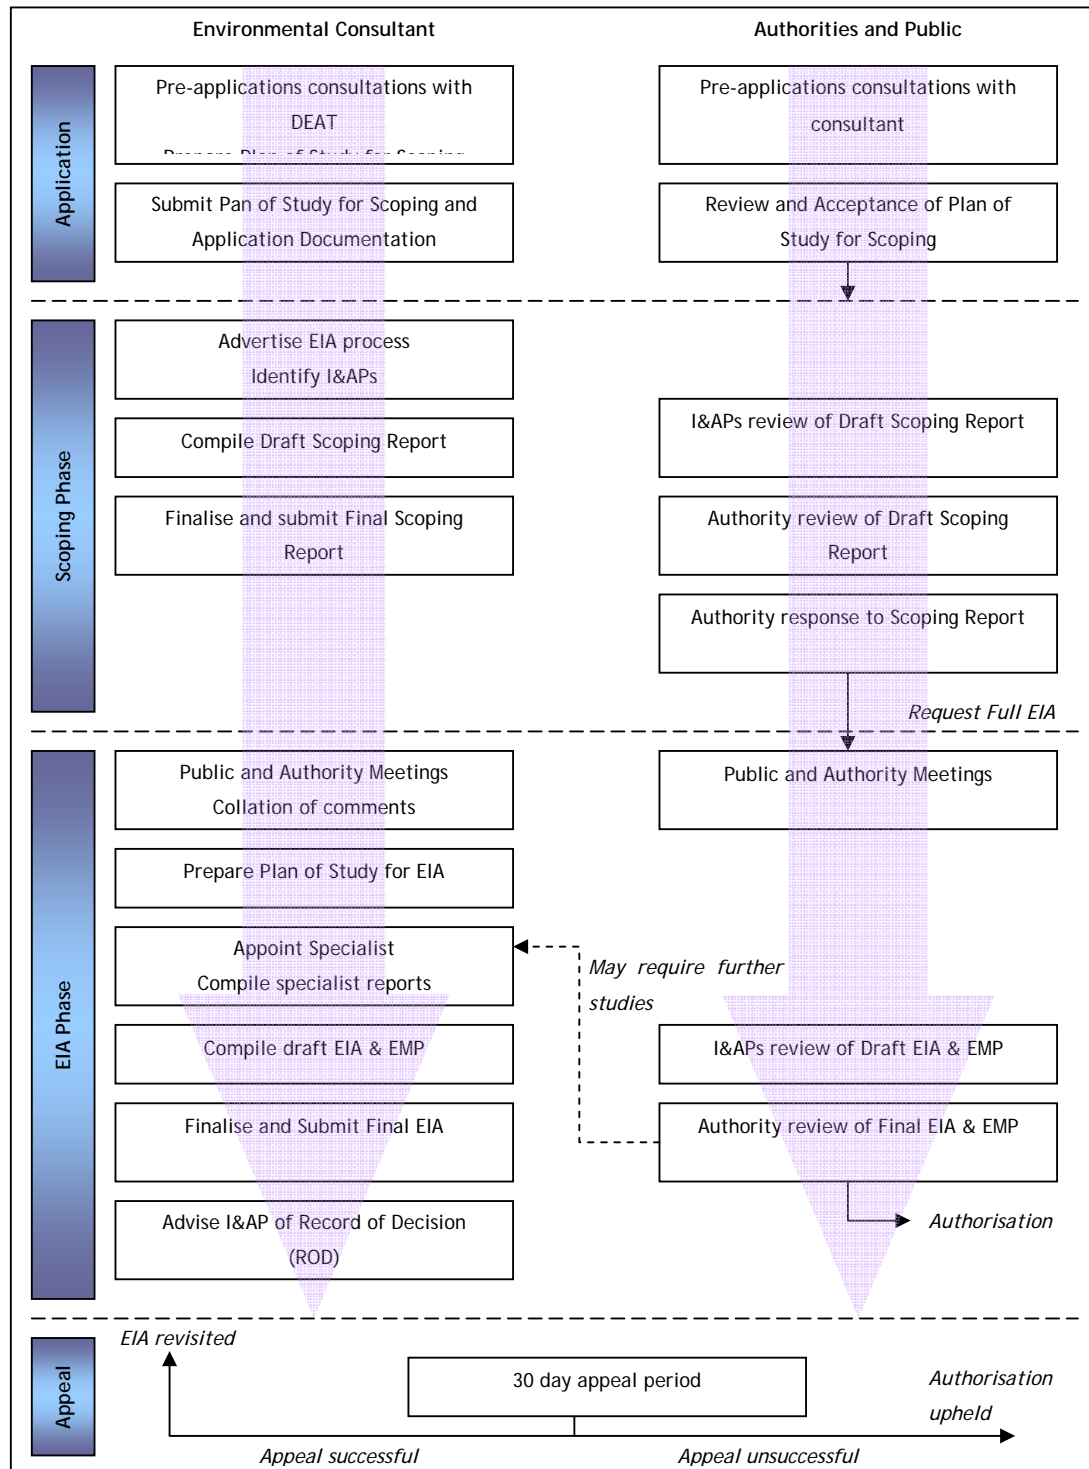 Environmental Consultant
Authorities and Public
Application
Pre-applications consultations with
DEAT
Prepare Plan of Study for Scoping
Pre-applications consultations with
consultant
Submit Pan of Study for Scoping and
Application Documentation
Review and Acceptance of Plan of
Study for Scoping
Scoping Phase
Advertise EIA process
Identify I&APs
Compile Draft Scoping Report
I&APs review of Draft Scoping Report
Finalise and submit Final Scoping
Report
Authority review of Draft Scoping
Report
Authority response to Scoping Report
Request Full EIA
EIA Phase
Public and Authority Meetings
Collation of comments
Public and Authority Meetings
Prepare Plan of Study for EIA
Appoint Specialist
Compile specialist reports
May require further
studies
Compile draft EIA & EMP
I&APs review of Draft EIA & EMP
Finalise and Submit Final EIA
Authority review of Final EIA & EMP
Advise I&AP of Record of Decision
(ROD)
Authorisation
Appeal
EIA revisited
30 day appeal period
Authorisation
upheld
Appeal successful
Appeal unsuccessful